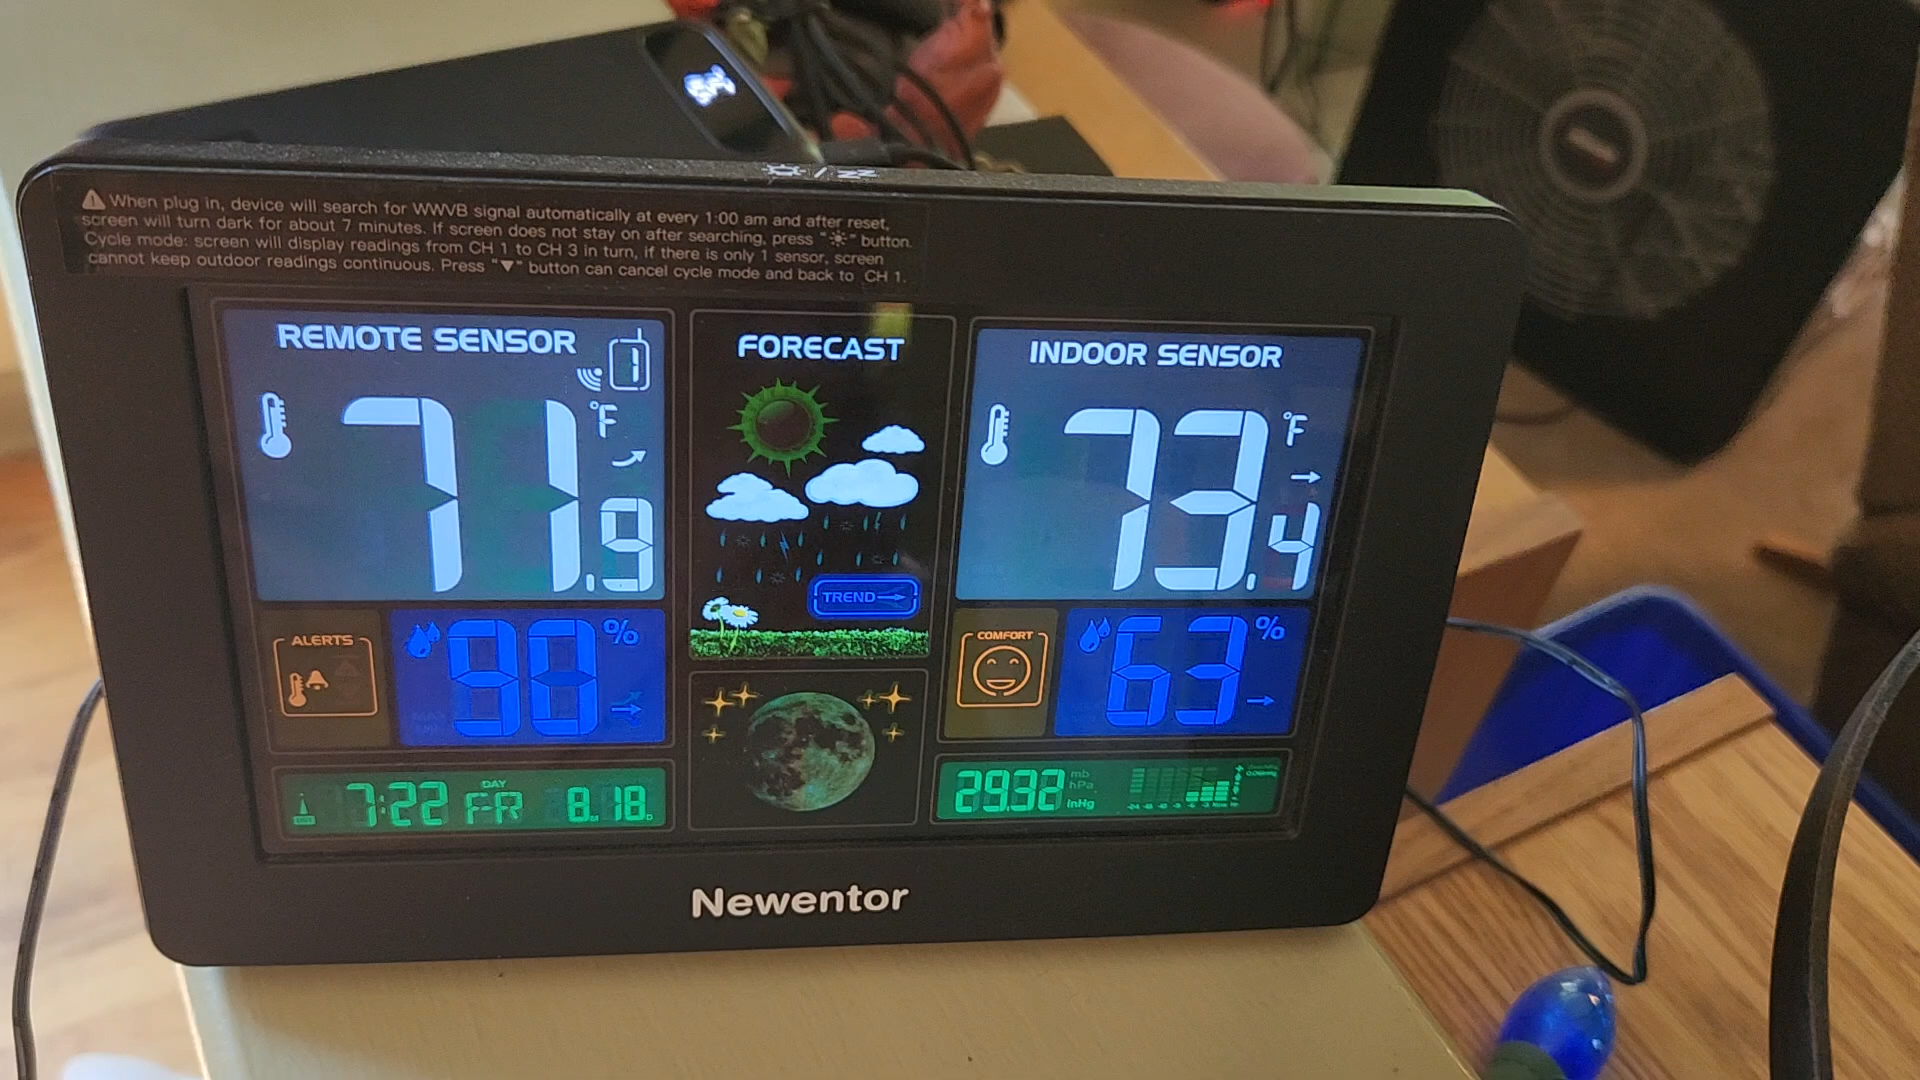 54
⚠When plug in, device will search for WWVB signal automatically at every 1:00 am and after reset,
screen will turn dark for about 7 minutes. If screen does not stay on after searching, press "☀" button.
Cycle mode: screen will display readings from CH 1 to CH 3 in turn, if there is only 1 sensor, screen
cannot keep outdoor readings continuous. Press "▼" button can cancel cycle mode and back to CH 1.
REMOTE SENSOR
1
71.9 °F
ALERTS
90 %
7:22 DAY FR 8.M 18.D
FORECAST
TREND→
INDOOR SENSOR
73.4 °F
COMFORT
63 %
29.32 mb hPa inHg
Newentor